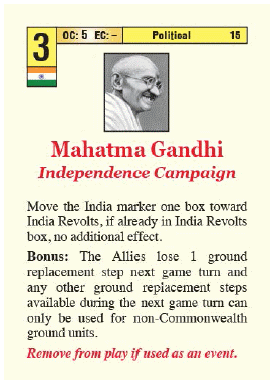 3 OC: 5 EC: – Political 15
Mahatma Gandhi
Independence Campaign
Move the India marker one box toward
India Revolts, if already in India Revolts
box, no additional effect.
Bonus: The Allies lose 1 ground
replacement step next game turn and
any other ground replacement steps
available during the next game turn can
only be used for non-Commonwealth
ground units.
Remove from play if used as an event.